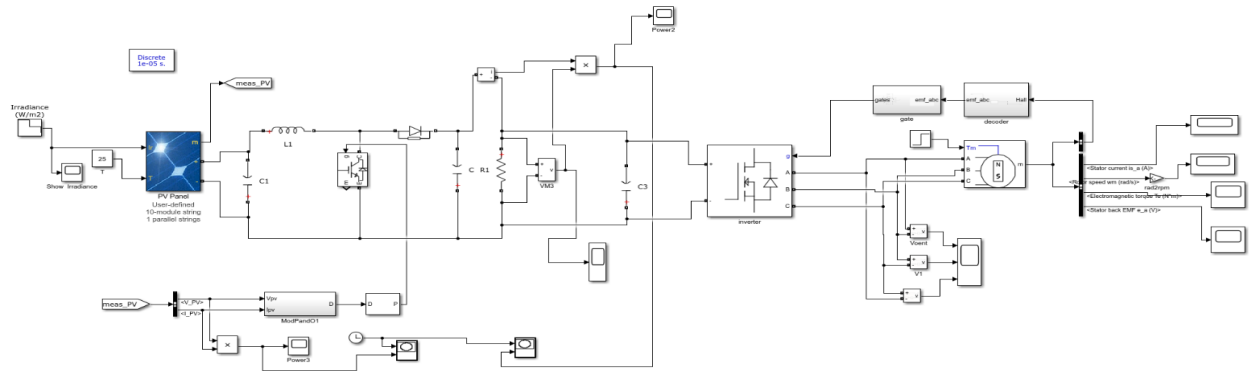 Power2
Discrete
1e-05 s.
meas_PV
Irradiance
(W/m2)
Show Irradiance
25
T
m
PV Panel
User-defined
10-module string
1 parallel strings
L1
C1
C
R1
VM3
C3
g
A
B
C
inverter
gates
emf_abc
gate
emf_abc
Hall
decoder
Tm
A
B
C
N
S
m
<Stator current is_a (A)>
<Rotor speed wm (rad/s)>
rad2rpm
<Electromagnetic torque Te (N*m)>
<Stator back EMF e_a (V)>
V1
meas_PV
<V_PV>
<I_PV>
Vpv
Ipv
D
ModPandO1
D
P
Power3